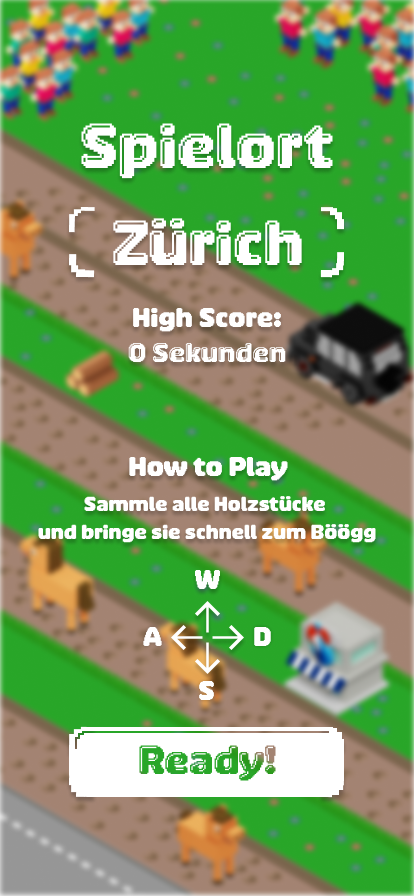 Spielort
Zürich
High Score:
0 Sekunden
How to Play
Sammle alle Holzstücke
und bringe sie schnell zum Böögg
W
A D
S
Ready!